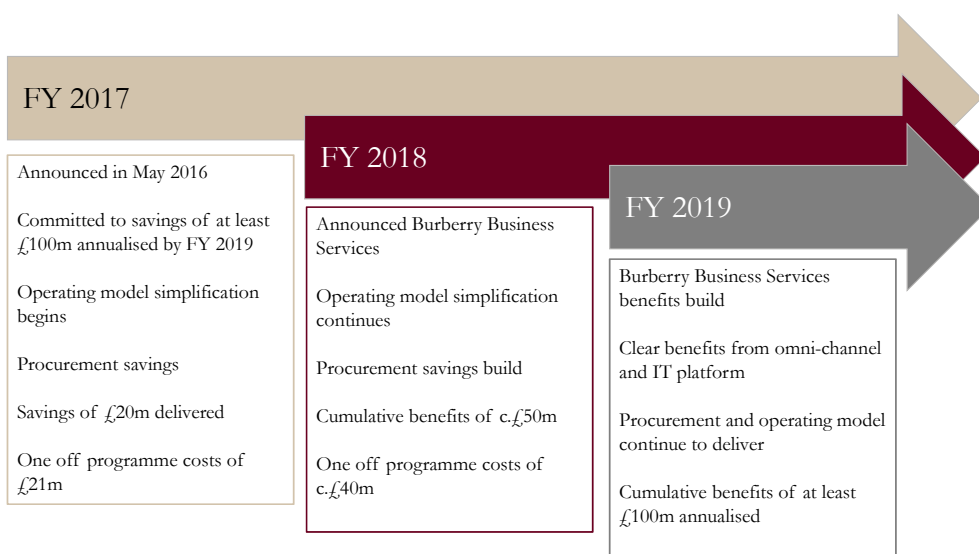 FY 2017
Announced in May 2016
Committed to savings of at least
£100m annualised by FY 2019
Operating model simplification
begins
Procurement savings
Savings of £20m delivered
One off programme costs of
£21m
FY 2018
Announced Burberry Business
Services
Operating model simplification
continues
Procurement savings build
Cumulative benefits of c.£50m
One off programme costs of
c.£40m
FY 2019
Burberry Business Services
benefits build
Clear benefits from omni-channel
and IT platform
Procurement and operating model
continue to deliver
Cumulative benefits of at least
£100m annualised